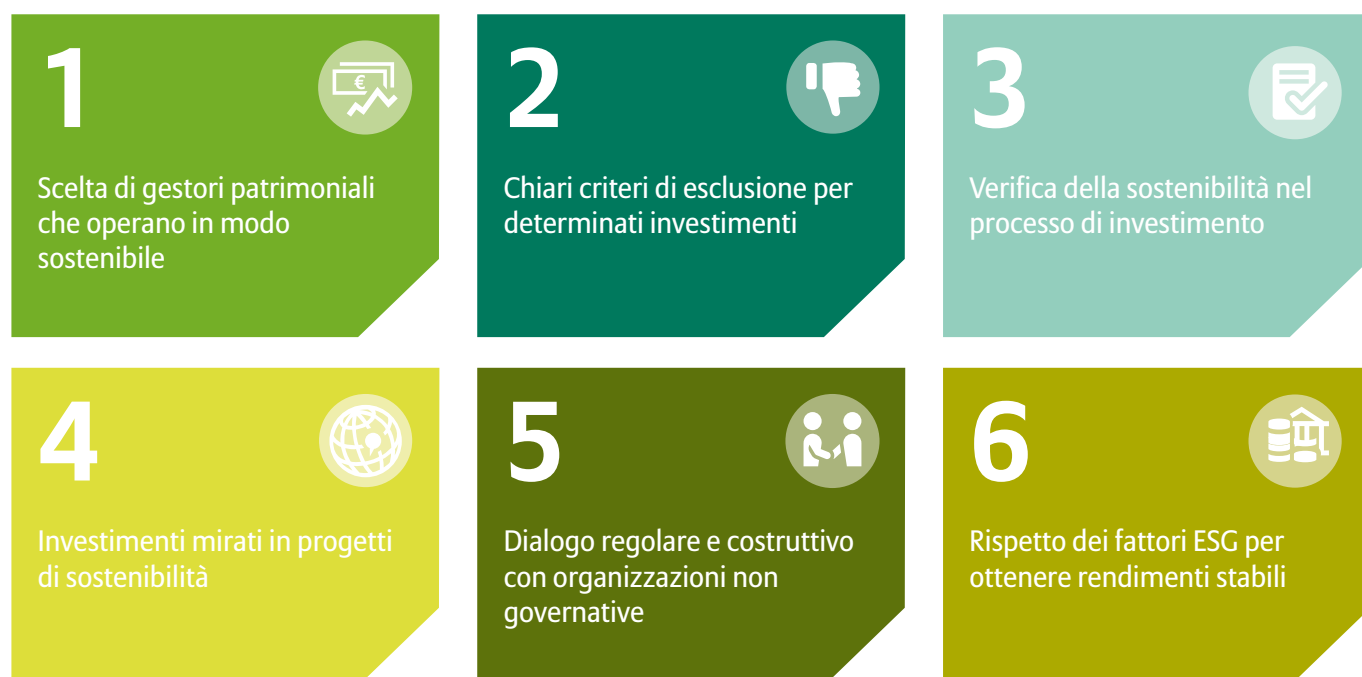 1
Scelta di gestori patrimoniali
che operano in modo
sostenibile
2
Chiari criteri di esclusione per
determinati investimenti
3
Verifica della sostenibilità nel
processo di investimento
4
Investimenti mirati in progetti
di sostenibilità
5
Dialogo regolare e costruttivo
con organizzazioni non
governative
6
Rispetto dei fattori ESG per
ottenere rendimenti stabili
€